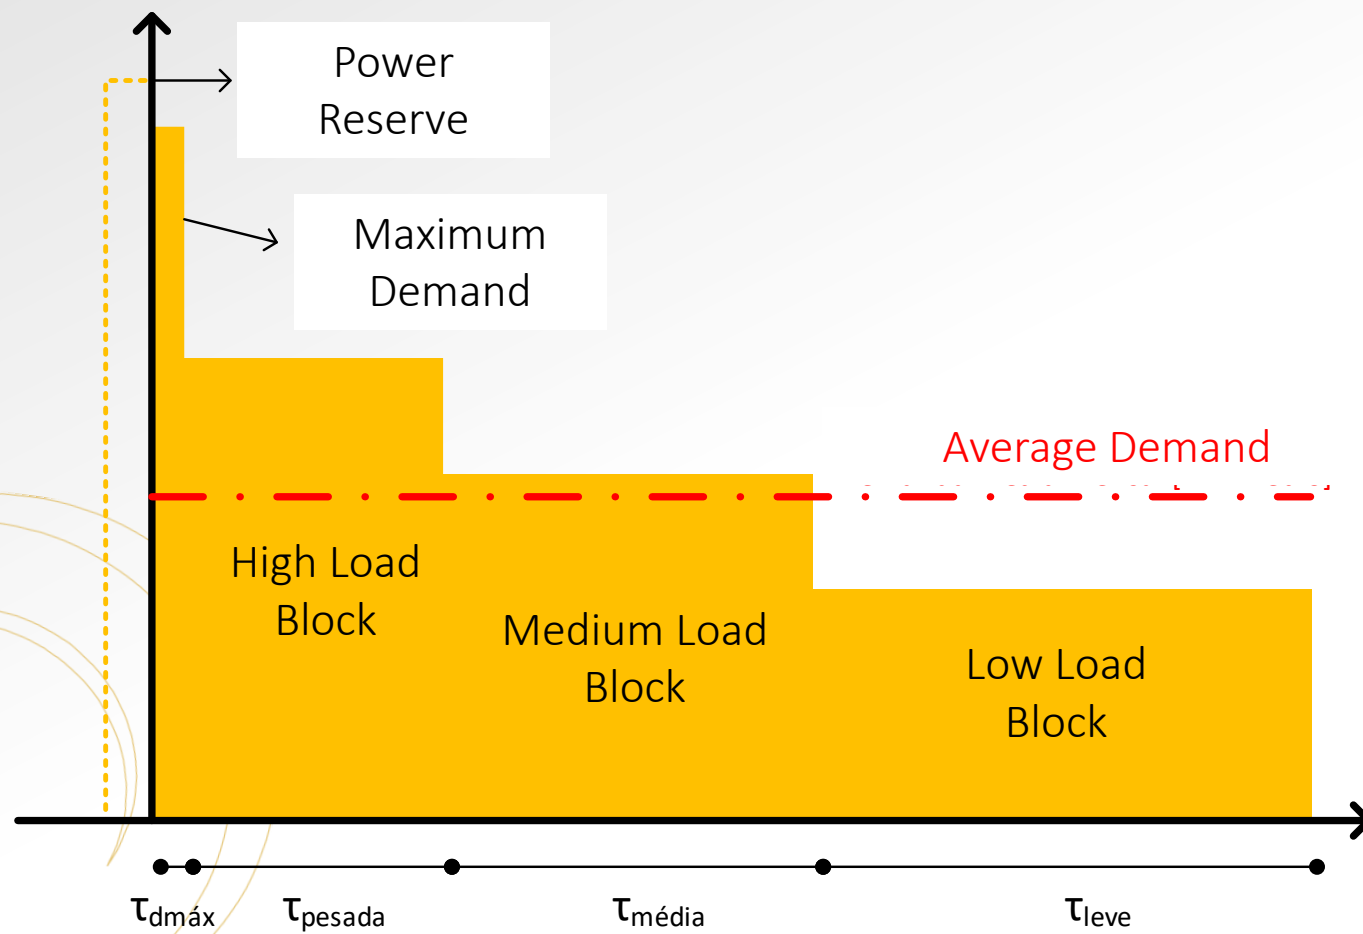 Power
Reserve
Maximum
Demand
Average Demand
High Load
Block
Medium Load
Block
Low Load
Block
τdmáx
τpesada
τmédia
τleve